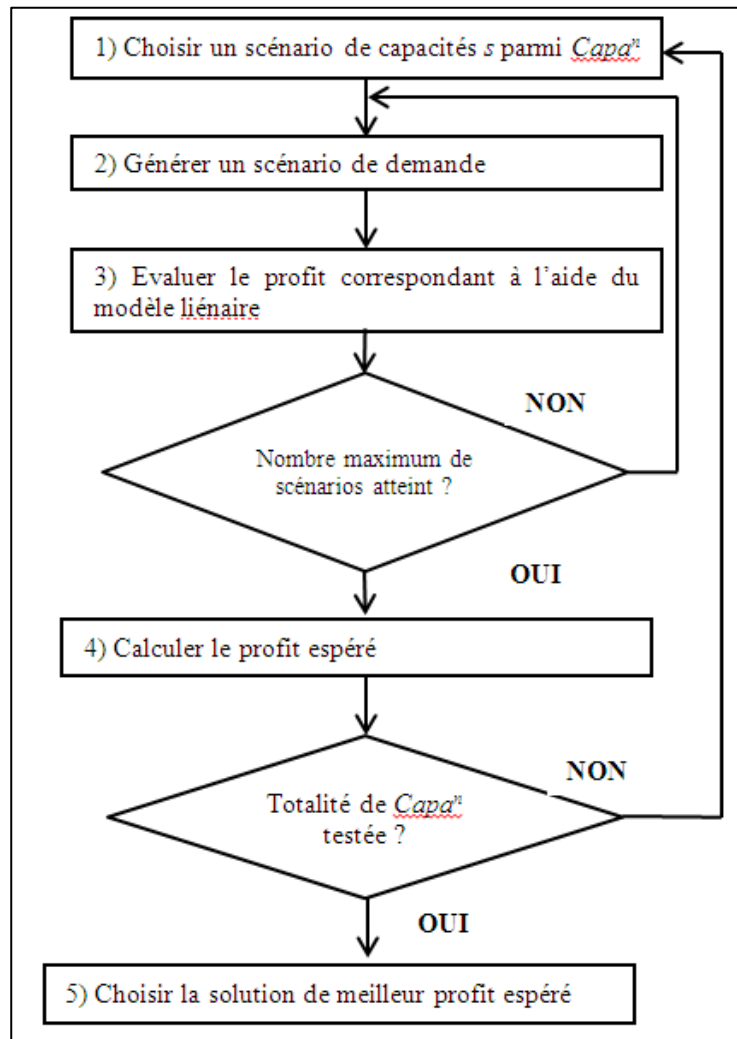 1) Choisir un scénario de capacités s parmi Capaⁿ
2) Générer un scénario de demande
3) Evaluer le profit correspondant à l’aide du
modèle liénaire
NON
Nombre maximum de
scénarios atteint ?
OUI
4) Calculer le profit espéré
NON
Totalité de Capaⁿ
testée ?
OUI
5) Choisir la solution de meilleur profit espéré